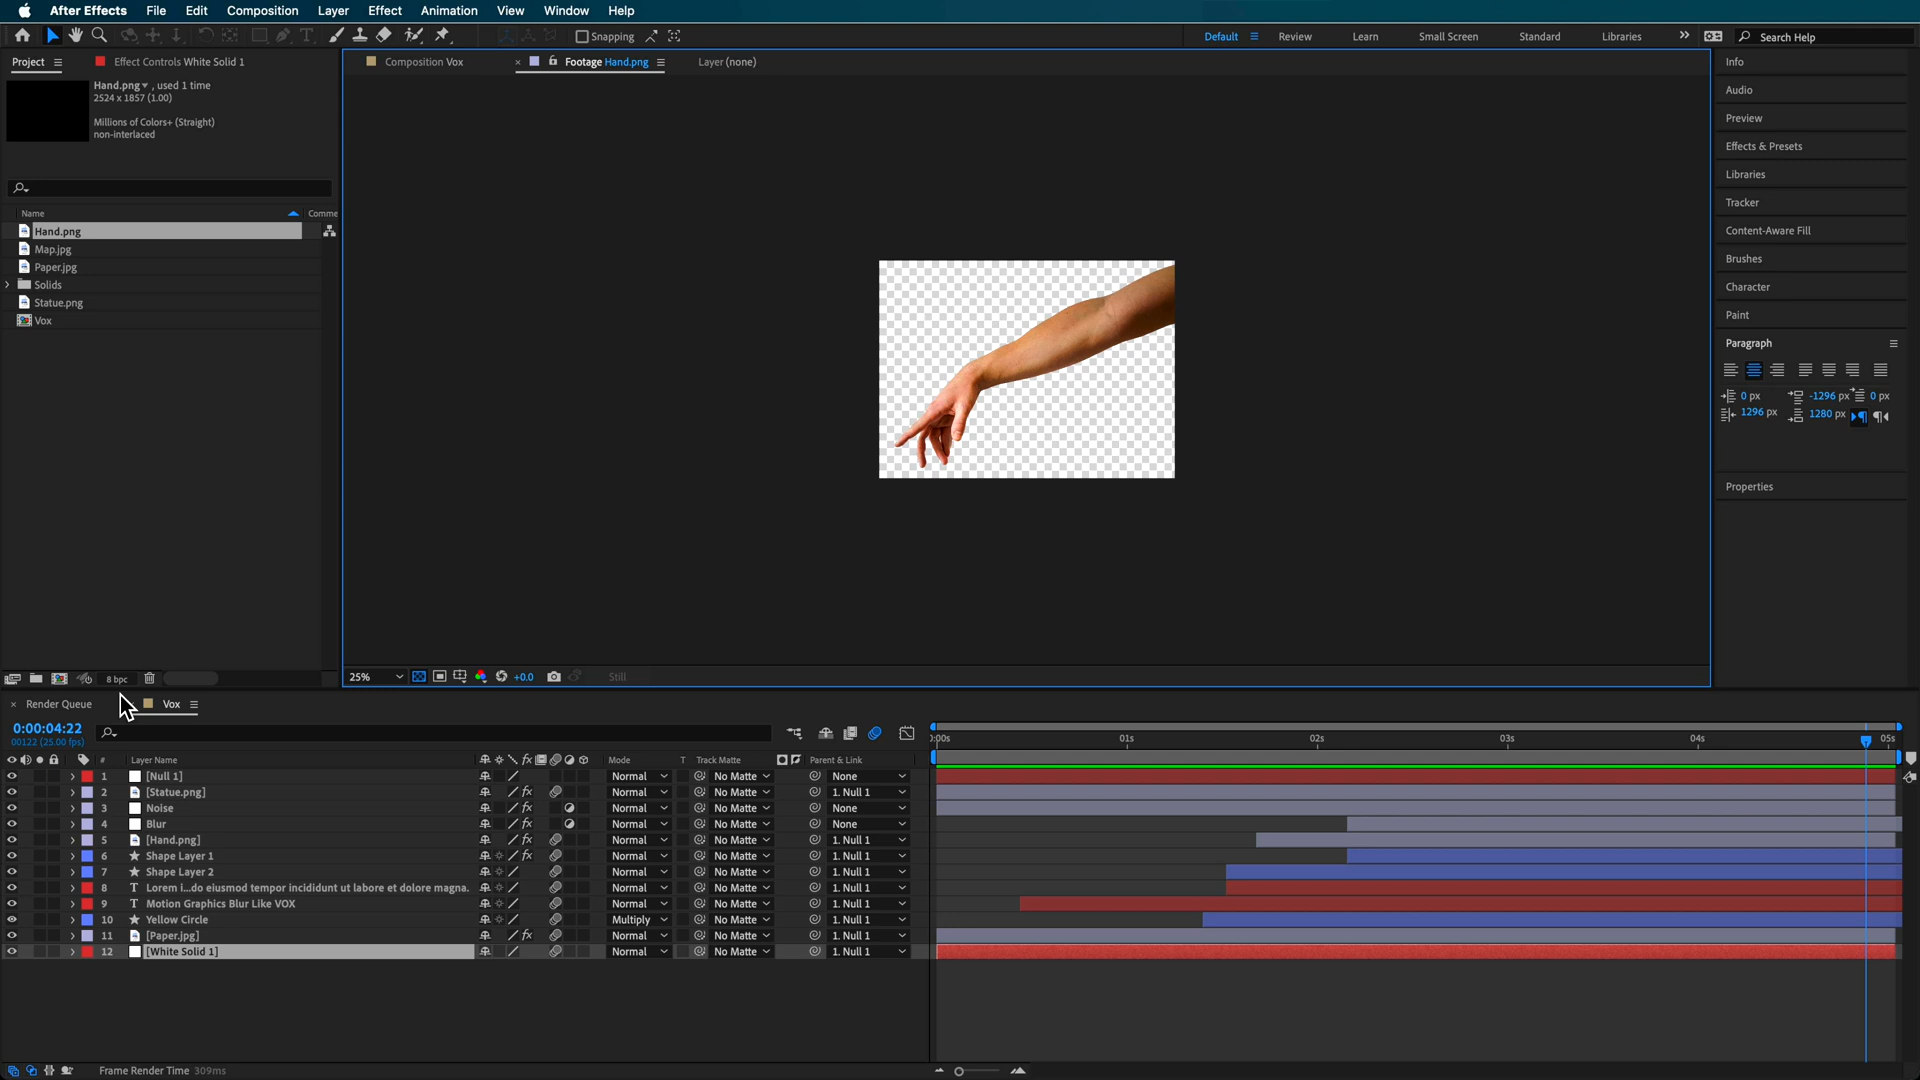 After Effects File Edit Composition Layer Effect Animation View Window Help
Snapping Default Review Learn Small Screen Standard Libraries Search Help
Project Effect Controls White Solid 1 Composition Vox Footage Hand.png Layer (none) Info
Hand.png , used 1 time
2524 x 1857 (1.00)
Millions of Colors+ (Straight)
non-interlaced
Audio
Preview
Effects & Presets
Libraries
Tracker
Content-Aware Fill
Brushes
Character
Paint
Paragraph
0 px -1296 px 0 px
1296 px 1280 px
Properties
Name Comme
Hand.png
Map.jpg
Paper.jpg
Solids
Statue.png
Vox
8 bpc 25% +0.0 Still
Render Queue Vox
0:00:04:22
00122 (25.00 fps)
0:00s 01s 02s 03s 04s 05s
# Layer Name Mode T Track Matte Parent & Link
1 [Null 1] Normal No Matte None
2 [Statue.png] Normal No Matte 1. Null 1
3 Noise Normal No Matte None
4 Blur Normal No Matte None
5 [Hand.png] Normal No Matte 1. Null 1
6 Shape Layer 1 Normal No Matte 1. Null 1
7 Shape Layer 2 Normal No Matte 1. Null 1
8 T Lorem i...do eiusmod tempor incididunt ut labore et dolore magna. Normal No Matte 1. Null 1
9 T Motion Graphics Blur Like VOX Normal No Matte 1. Null 1
10 Yellow Circle Multiply No Matte 1. Null 1
11 [Paper.jpg] Normal No Matte 1. Null 1
12 [White Solid 1] Normal No Matte 1. Null 1
Frame Render Time 309ms